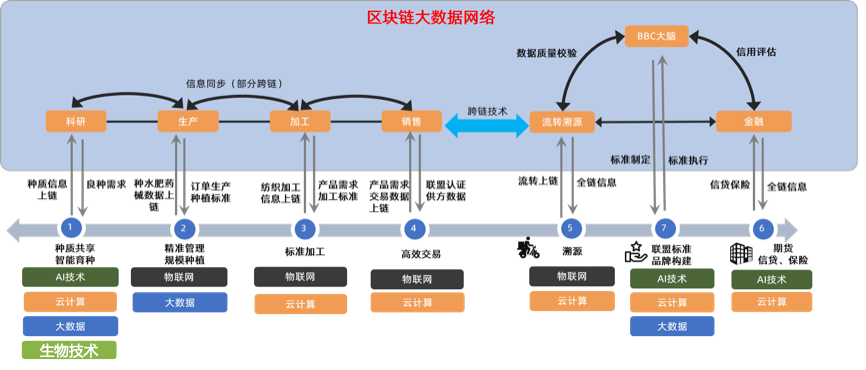 区块链大数据网络
BBC大脑
数据质量校验
信用评估
信息同步（部分跨链）
科研
生产
加工
销售
跨链技术
流转溯源
金融
标准制定
标准执行
种质信息
上链
良种需求
种水肥药
械数据上
链
订单生产
种植标准
纺织加工
信息上链
产品需求
加工标准
产品需求
交易数据
上链
联盟认证
供方数据
流转上链
全链信息
信贷保险
全链信息
1
2
3
4
5
7
6
种质共享
智能育种
精准管理
规模种植
标准加工
高效交易
溯源
联盟标准
品牌构建
期货
信贷、保险
AI技术
云计算
大数据
生物技术
物联网
大数据
物联网
云计算
物联网
云计算
物联网
云计算
AI技术
云计算
大数据
AI技术
云计算